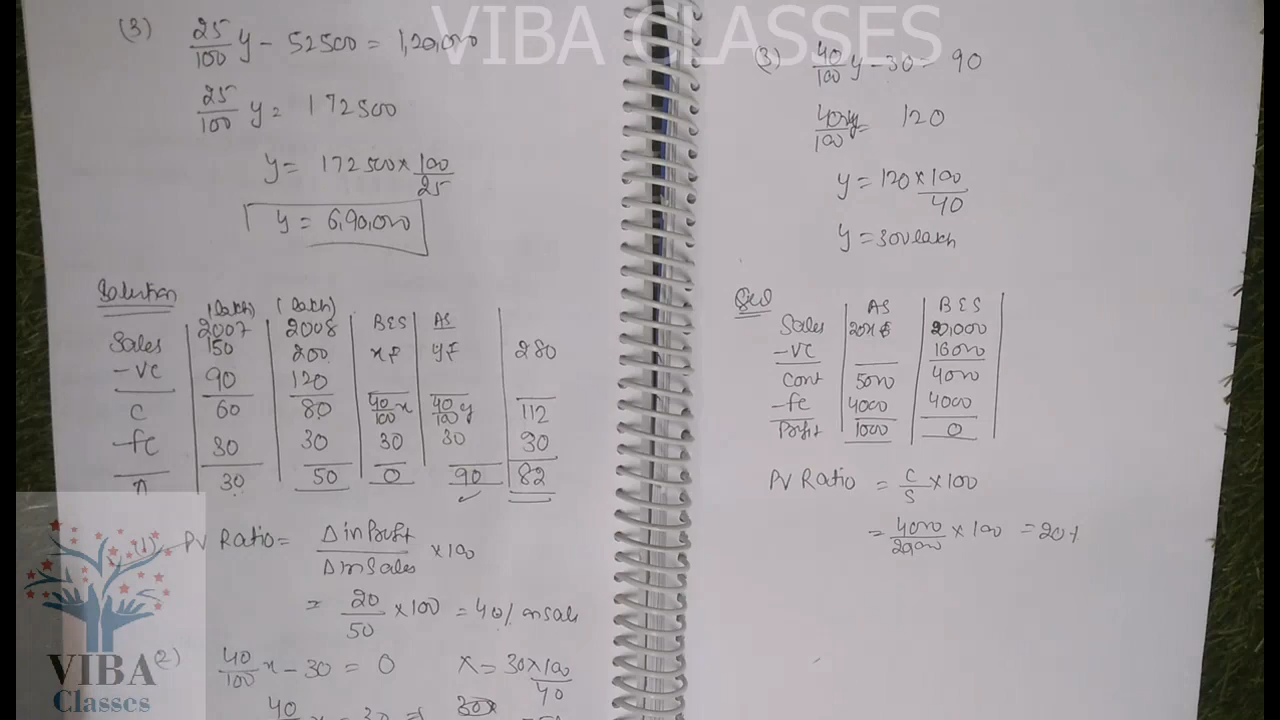 VIBA CLASSES
(3) 25/100 y - 52500 = 1,20,000
25/100 y = 172500
y = 172500 × 100/25
y = 6,90,000
Solution
(Lakh) (Lakh)
2007 2008 BES AS
Sales 150 200 x₹ y₹ 280
-VC 90 120
C 60 80 40/100 x 40/100 y 112
-FC 30 30 30 30 30
π 30 50 0 90 82
(1) PV Ratio = Δ in Profit/Δ in Sales × 100
= 20/50 × 100 = 40% on sales
(2) 40/100 x - 30 = 0 x = 30×100/40
(3) 40/100 y - 30 = 90
40 y/100 = 120
y = 120 × 100/40
y = 300 lakh
Sol
AS BES
Sales 20,000
-VC 16000
Cont 5000 4000
-FC 4000 4000
Profit 1000 0
PV Ratio = C/S × 100
= 4000/20,000 × 100 = 20%
VIBA
Classes